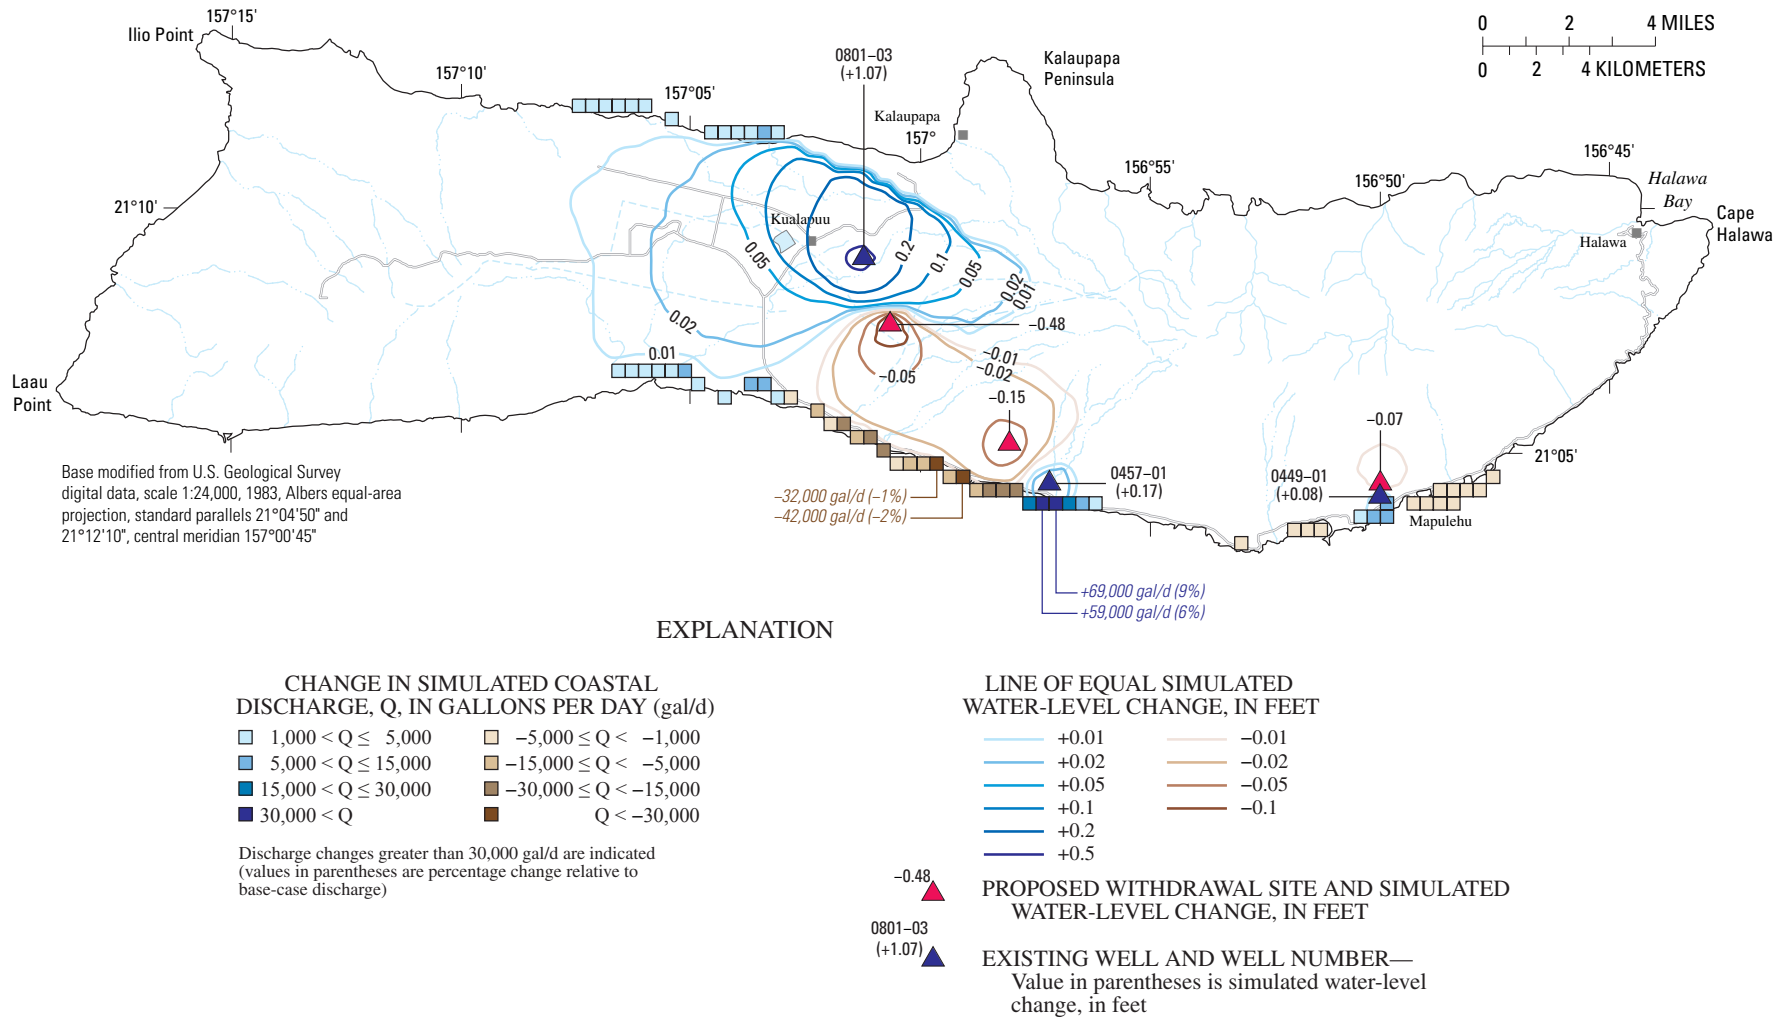 157°15'
Ilio Point
157°10'
157°05'
0801–03
(+1.07)
Kalaupapa
Peninsula
Kalaupapa
157°
156°55'
156°50'
156°45'
Halawa
Bay
Cape
Halawa
Halawa
0 2 4 MILES
0 2 4 KILOMETERS
21°10'
Kualapuu
0.05
0.2
0.1
0.05
0.02
0.01
0.02
0.01
–0.48
–0.01
–0.02
–0.05
–0.15
–0.07
Laau
Point
21°05'
0457–01
(+0.17)
0449–01
(+0.08)
Mapulehu
–32,000 gal/d (–1%)
–42,000 gal/d (–2%)
+69,000 gal/d (9%)
+59,000 gal/d (6%)
Base modified from U.S. Geological Survey
digital data, scale 1:24,000, 1983, Albers equal-area
projection, standard parallels 21°04'50" and
21°12'10", central meridian 157°00'45"
EXPLANATION
CHANGE IN SIMULATED COASTAL
DISCHARGE, Q, IN GALLONS PER DAY (gal/d)
1,000 < Q ≤ 5,000
5,000 < Q ≤ 15,000
15,000 < Q ≤ 30,000
30,000 < Q
–5,000 ≤ Q < –1,000
–15,000 ≤ Q < –5,000
–30,000 ≤ Q < –15,000
Q < –30,000
Discharge changes greater than 30,000 gal/d are indicated
(values in parentheses are percentage change relative to
base-case discharge)
LINE OF EQUAL SIMULATED
WATER-LEVEL CHANGE, IN FEET
+0.01
+0.02
+0.05
+0.1
+0.2
+0.5
–0.01
–0.02
–0.05
–0.1
–0.48
PROPOSED WITHDRAWAL SITE AND SIMULATED
WATER-LEVEL CHANGE, IN FEET
0801–03
(+1.07)
EXISTING WELL AND WELL NUMBER—
Value in parentheses is simulated water-level
change, in feet